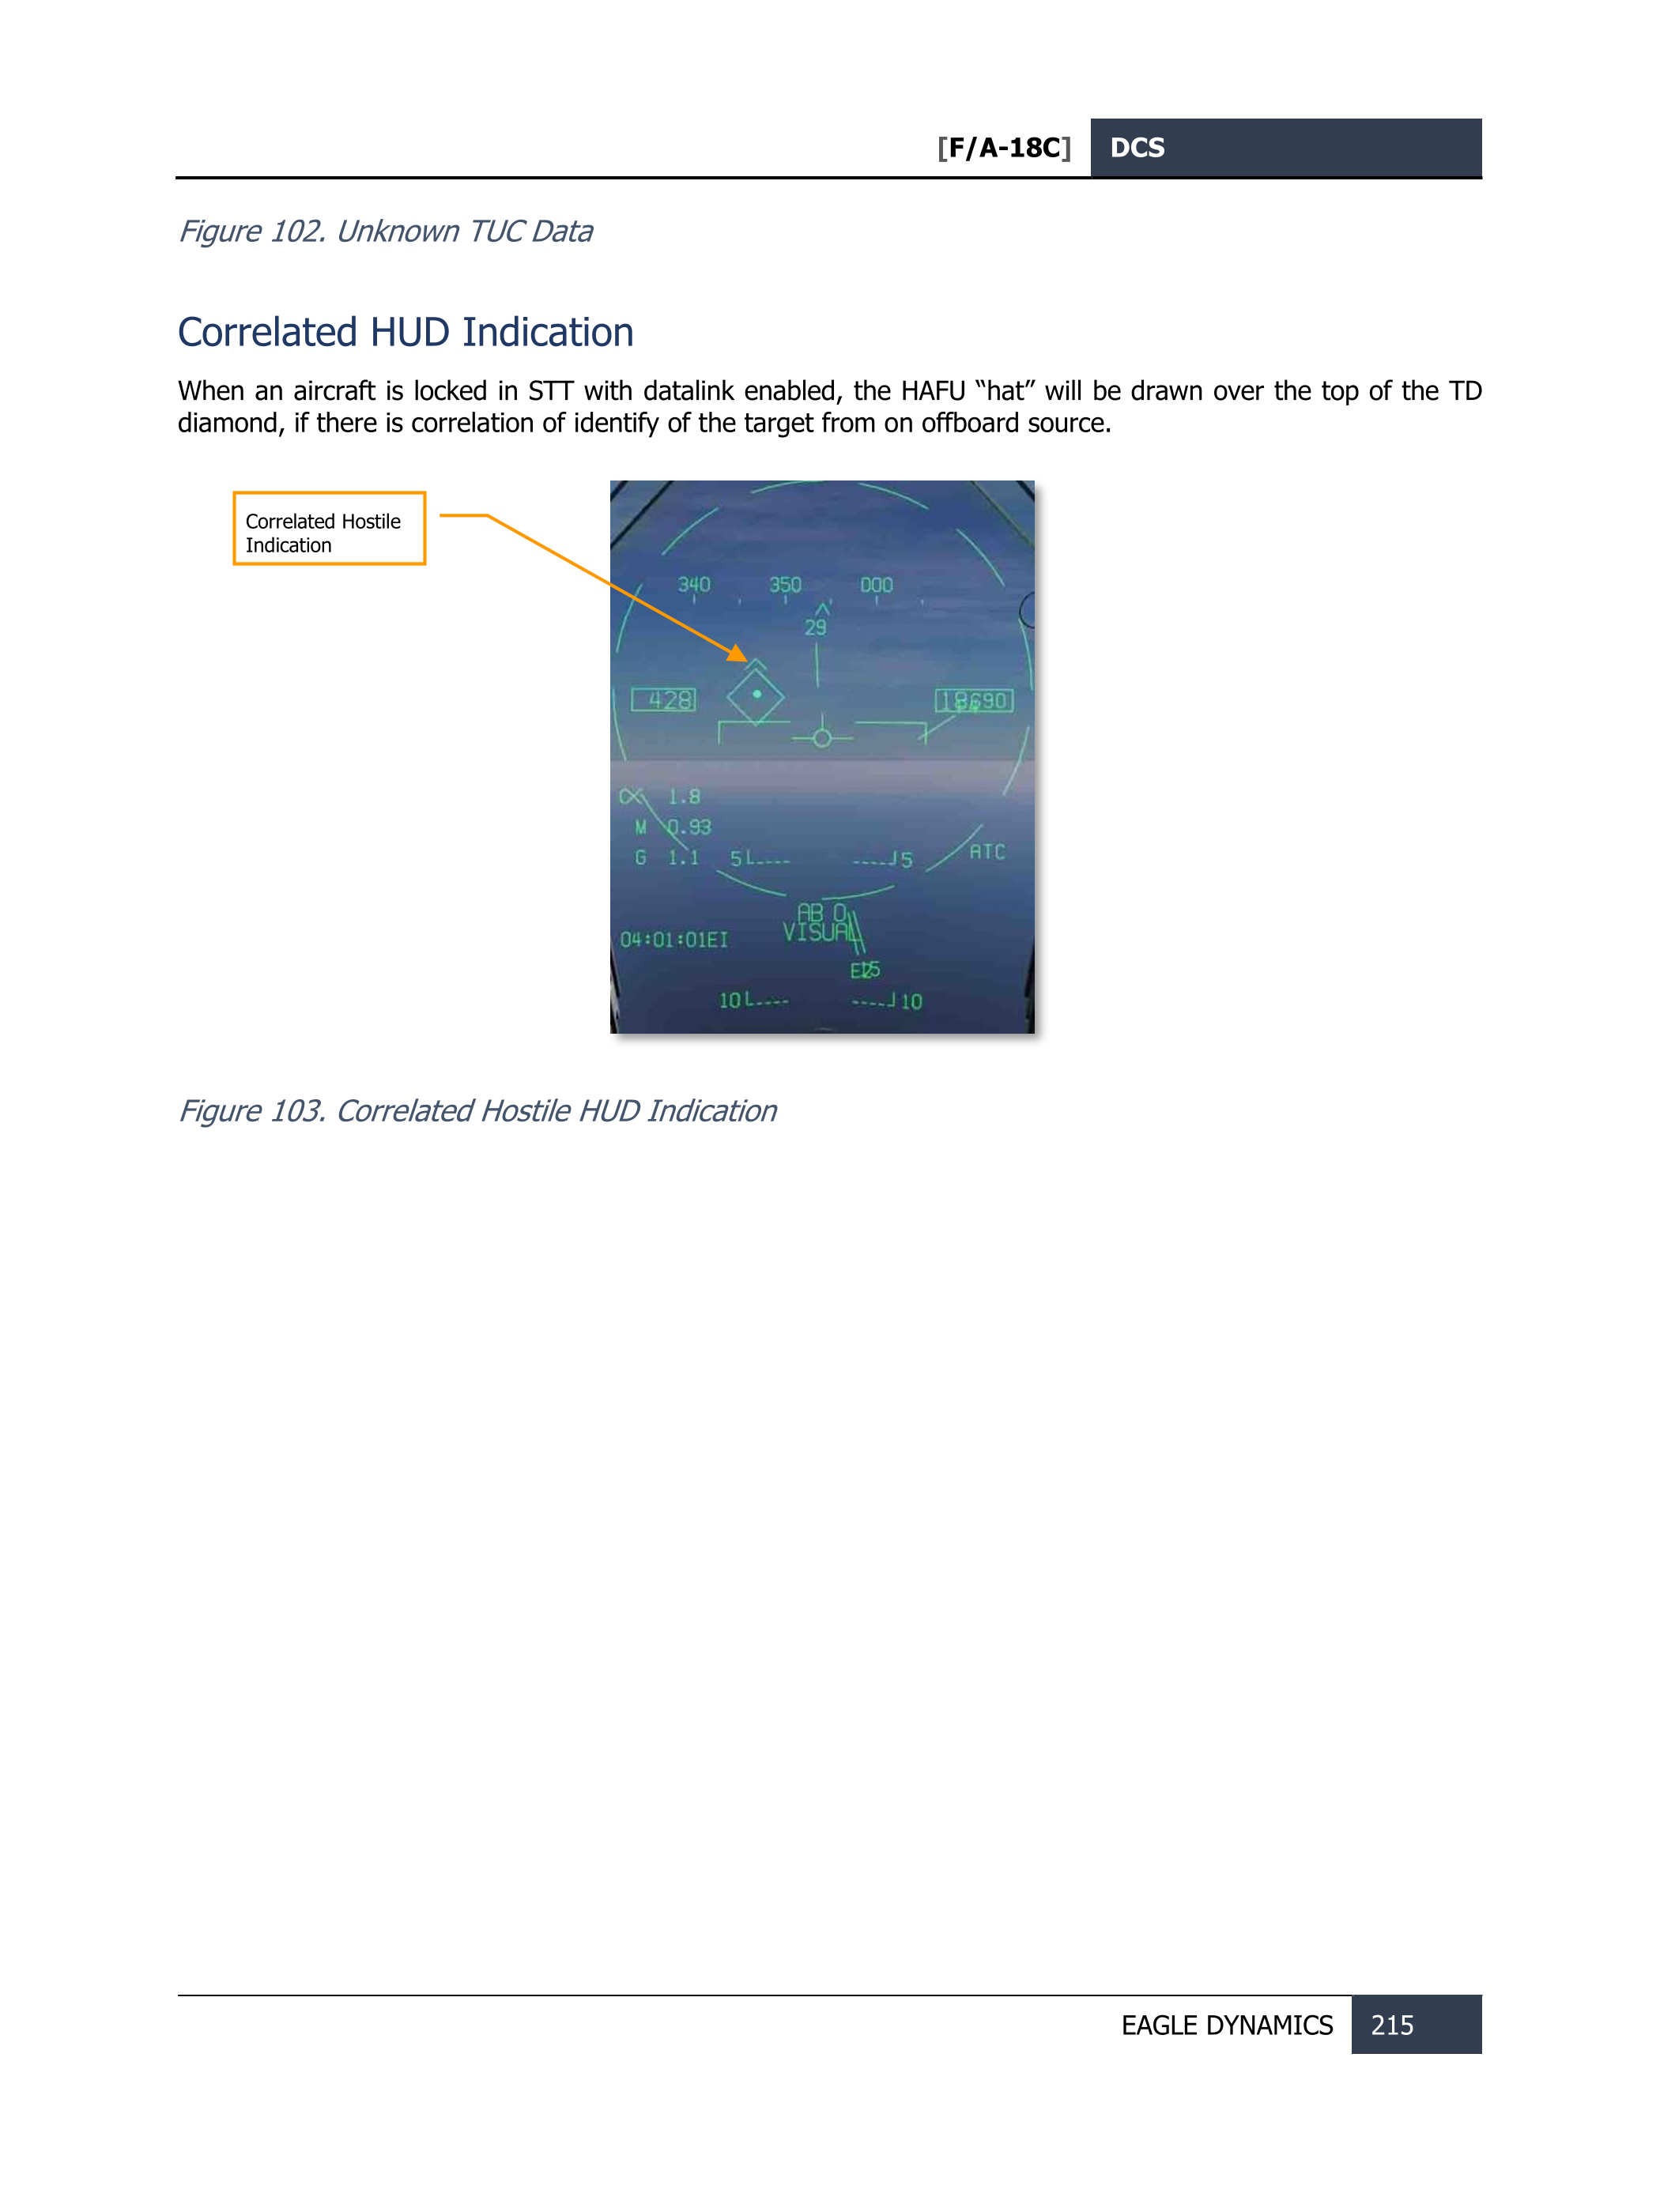 [F/A-18C] DCS
Figure 102. Unknown TUC Data
Correlated HUD Indication
When an aircraft is locked in STT with datalink enabled, the HAFU “hat” will be drawn over the top of the TD
diamond, if there is correlation of identify of the target from on offboard source.
Correlated Hostile
Indication
340 350 000
29
428 18690
α 1.8
M 0.93
G 1.1 5 5 ATC
AB 0
VISUAL
04:01:01EI
10 10
Figure 103. Correlated Hostile HUD Indication
EAGLE DYNAMICS 215